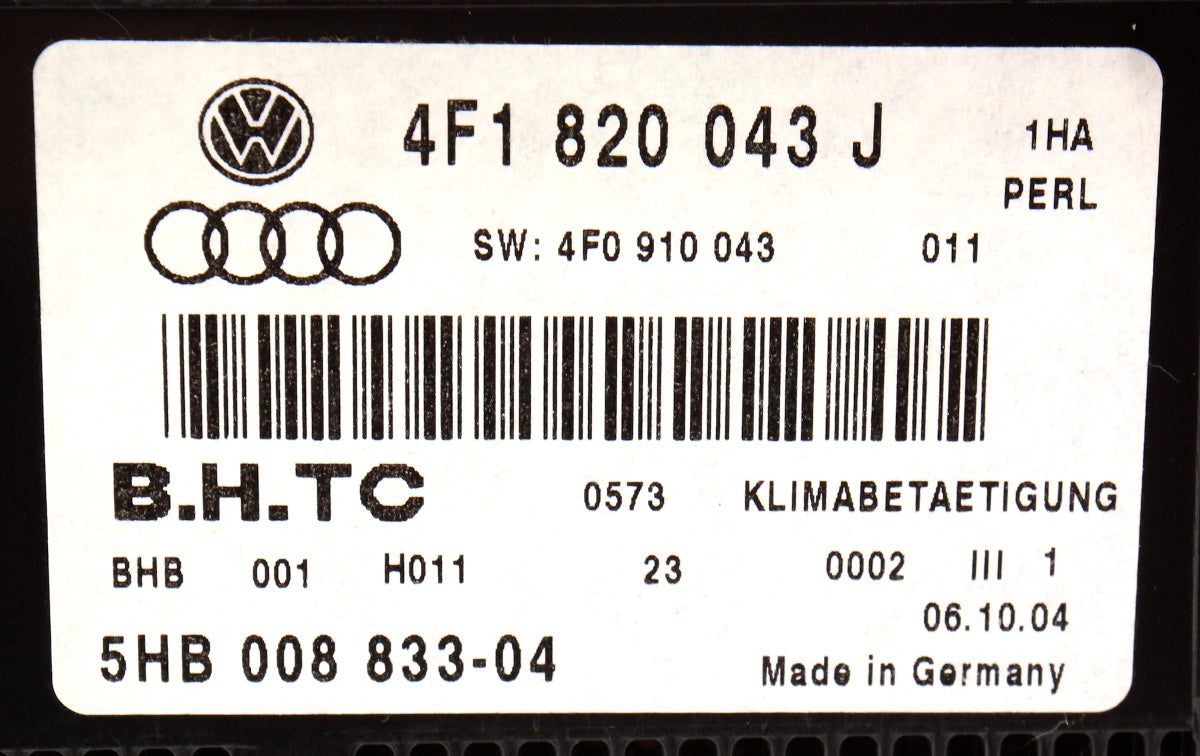 4F1 820 043 J 1HA
PERL
SW: 4F0 910 043 011
B.H.TC 0573 KLIMABETAETIGUNG
BHB 001 H011 23 0002 III 1
06.10.04
5HB 008 833-04 Made in Germany